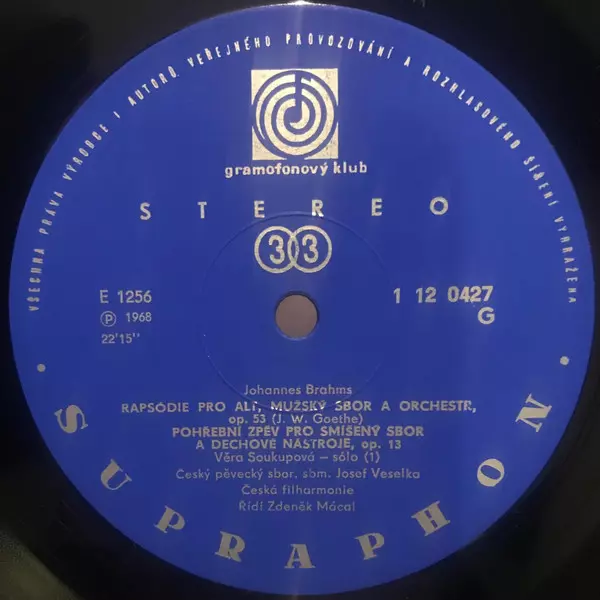 VŠECHNA PRÁVA VÝROBCE I AUTORŮ VEŘEJNÉHO PROVOZOVÁNÍ A ROZHLASOVÉHO ŠÍŘENÍ VYHRAŽENA
gramofonový klub
STEREO
33
E 1256
1 12 0427
℗ 1968
G
22'15''
Johannes Brahms
RAPSÓDIE PRO ALT, MUŽSKÝ SBOR A ORCHESTR,
op. 53 (J. W. Goethe)
POHŘEBNÍ ZPĚV PRO SMÍŠENÝ SBOR
A DECHOVÉ NÁSTROJE, op. 13
Věra Soukupová – sólo (1)
Český pěvecký sbor, sbm. Josef Veselka
Česká filharmonie
Řídí Zdeněk Mácal
• SUPRAPHON •